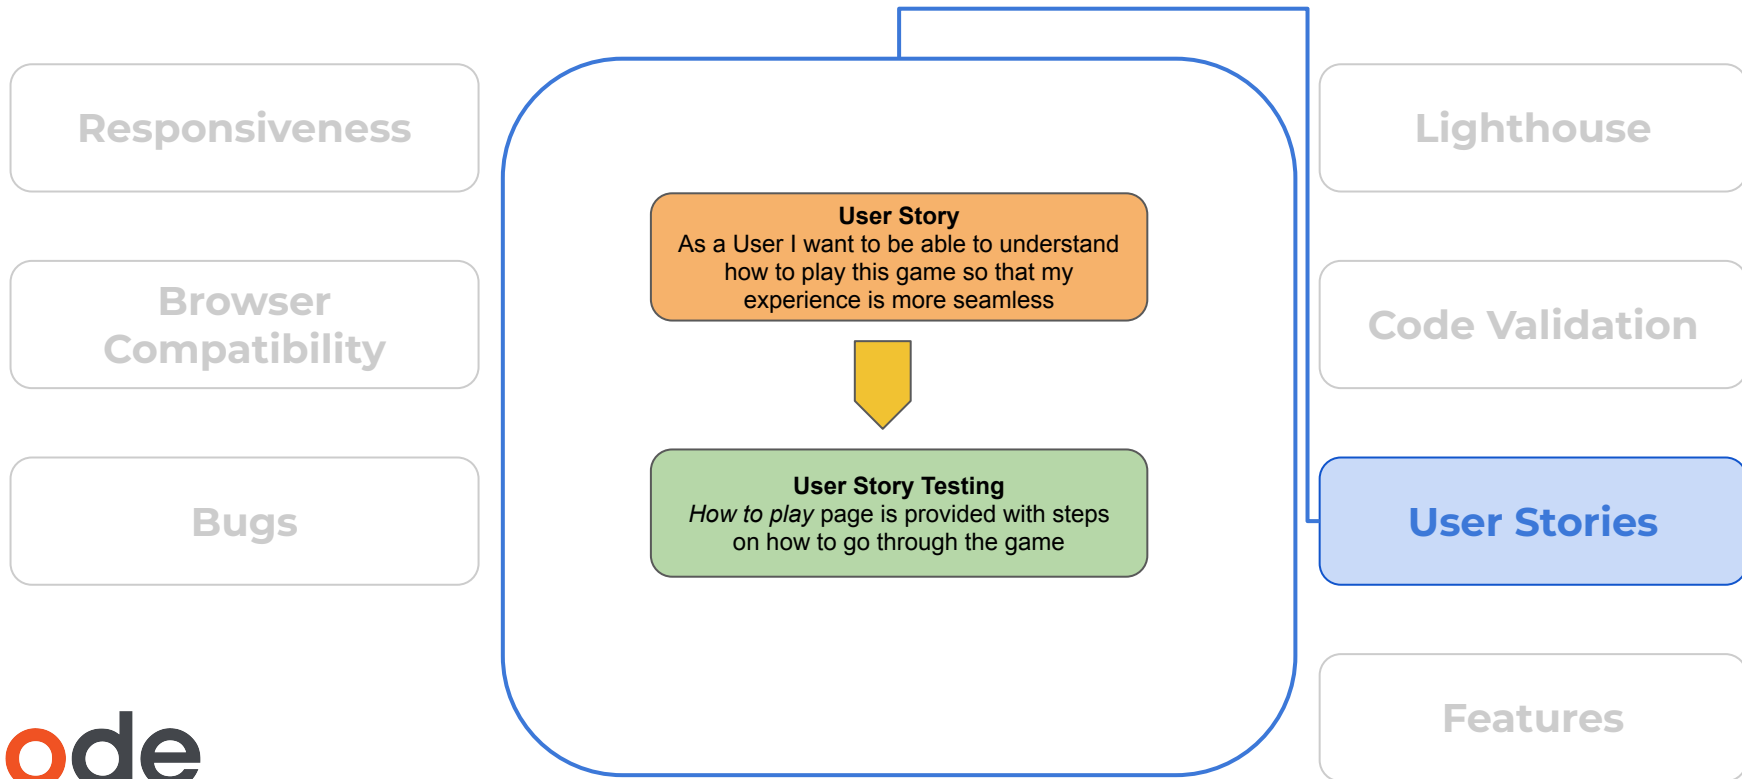 Responsiveness
Browser
Compatibility
Bugs
User Story
As a User I want to be able to understand
how to play this game so that my
experience is more seamless
User Story Testing
How to play page is provided with steps
on how to go through the game
Lighthouse
Code Validation
User Stories
Features
ode